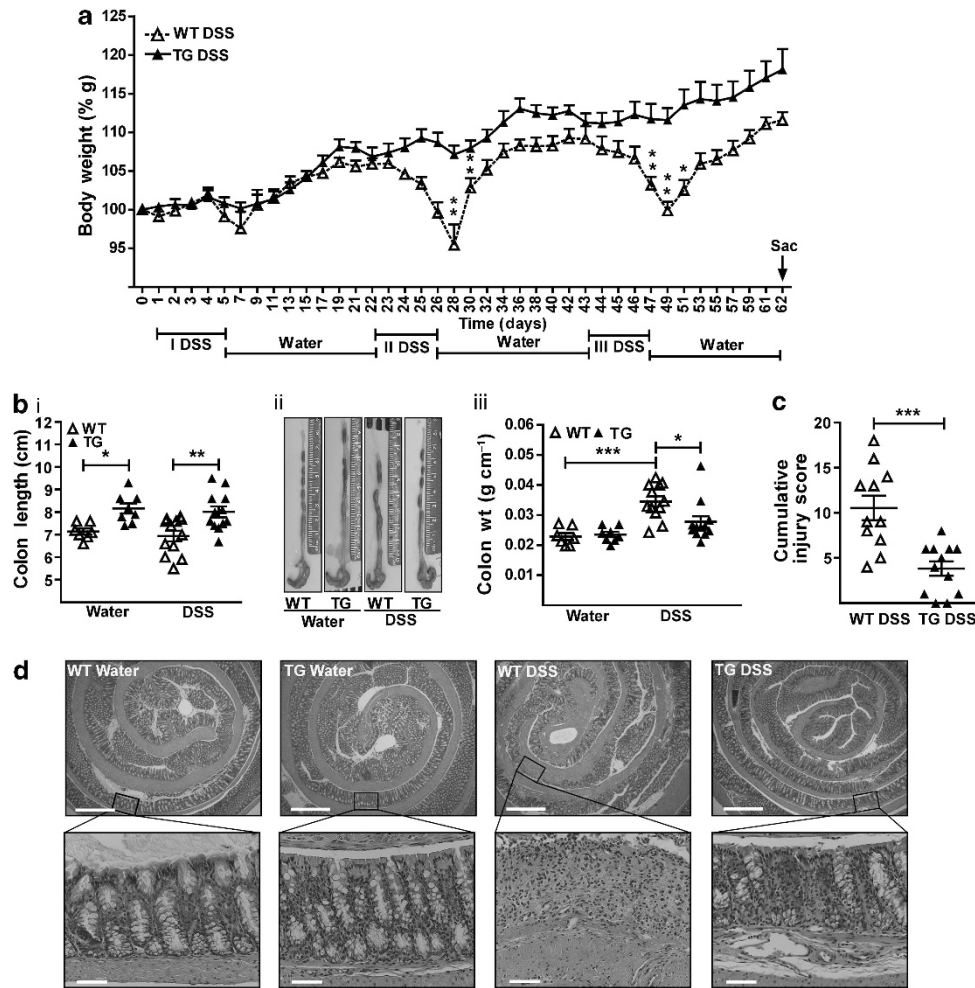 a
WT DSS
TG DSS
Body weight (% g)
125
120
115
110
105
100
95
**
**
**
**
*
Sac
0 1 2 3 4 5 7 9 11 13 15 17 19 21 22 23 24 25 26 28 30 32 34 36 38 40 42 43 44 45 46 47 49 51 53 55 57 59 61 62
Time (days)
I DSS Water II DSS Water III DSS Water
b i
WT
TG
Colon length (cm)
12
11
10
9
8
7
6
5
*
**
Water DSS
ii
WT TG WT TG
Water DSS
iii
WT TG
Colon wt (g cm⁻¹)
0.06
0.05
0.04
0.03
0.02
0.01
***
*
Water DSS
c
Cumulative
injury score
20
15
10
5
0
***
WT DSS TG DSS
d
WT Water TG Water WT DSS TG DSS